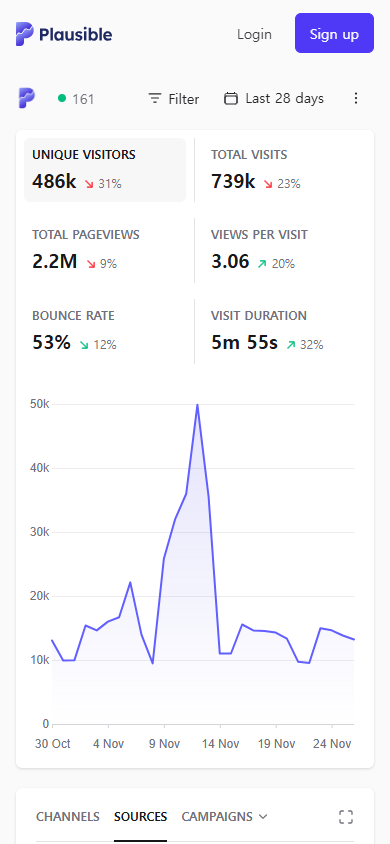 Plausible
Login
Sign up
161
Filter
Last 28 days
UNIQUE VISITORS
TOTAL VISITS
486k 31%
739k 23%
TOTAL PAGEVIEWS
VIEWS PER VISIT
2.2M 9%
3.06 20%
BOUNCE RATE
VISIT DURATION
53% 12%
5m 55s 32%
50k
40k
30k
20k
10k
0
30 Oct 4 Nov 9 Nov 14 Nov 19 Nov 24 Nov
CHANNELS SOURCES CAMPAIGNS